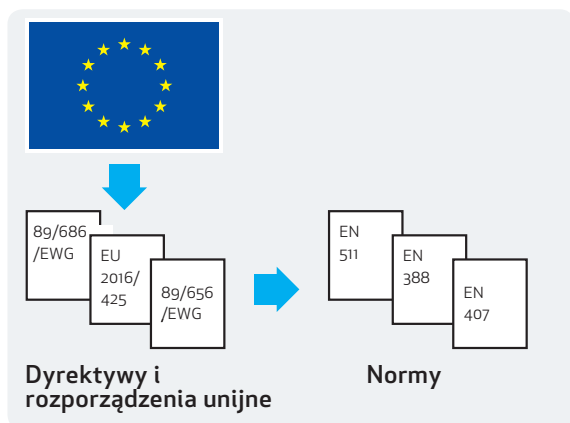 89/686
/EWG
EU
2016/
425
89/656
/EWG
EN
511
EN
388
EN
407
Dyrektywy i
rozporządzenia unijne
Normy